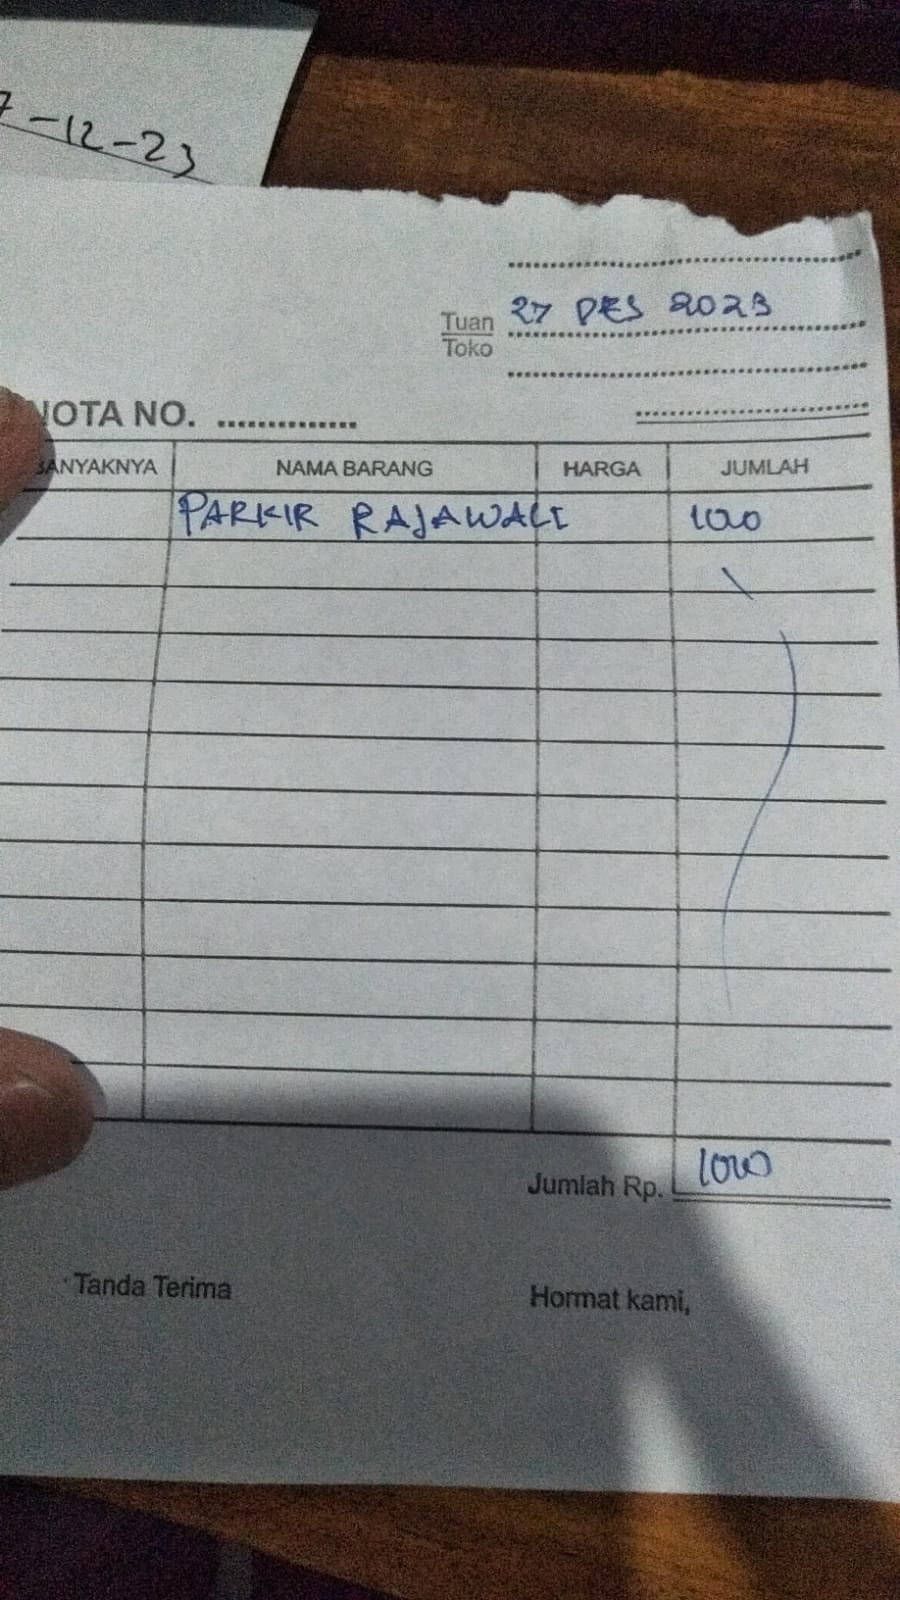 7-12-23
27 DES 2023
Tuan
Toko
NOTA NO. ..............
BANYAKNYA NAMA BARANG HARGA JUMLAH
PARKIR RAJAWALI 1000
Jumlah Rp. 1000
Tanda Terima Hormat kami,